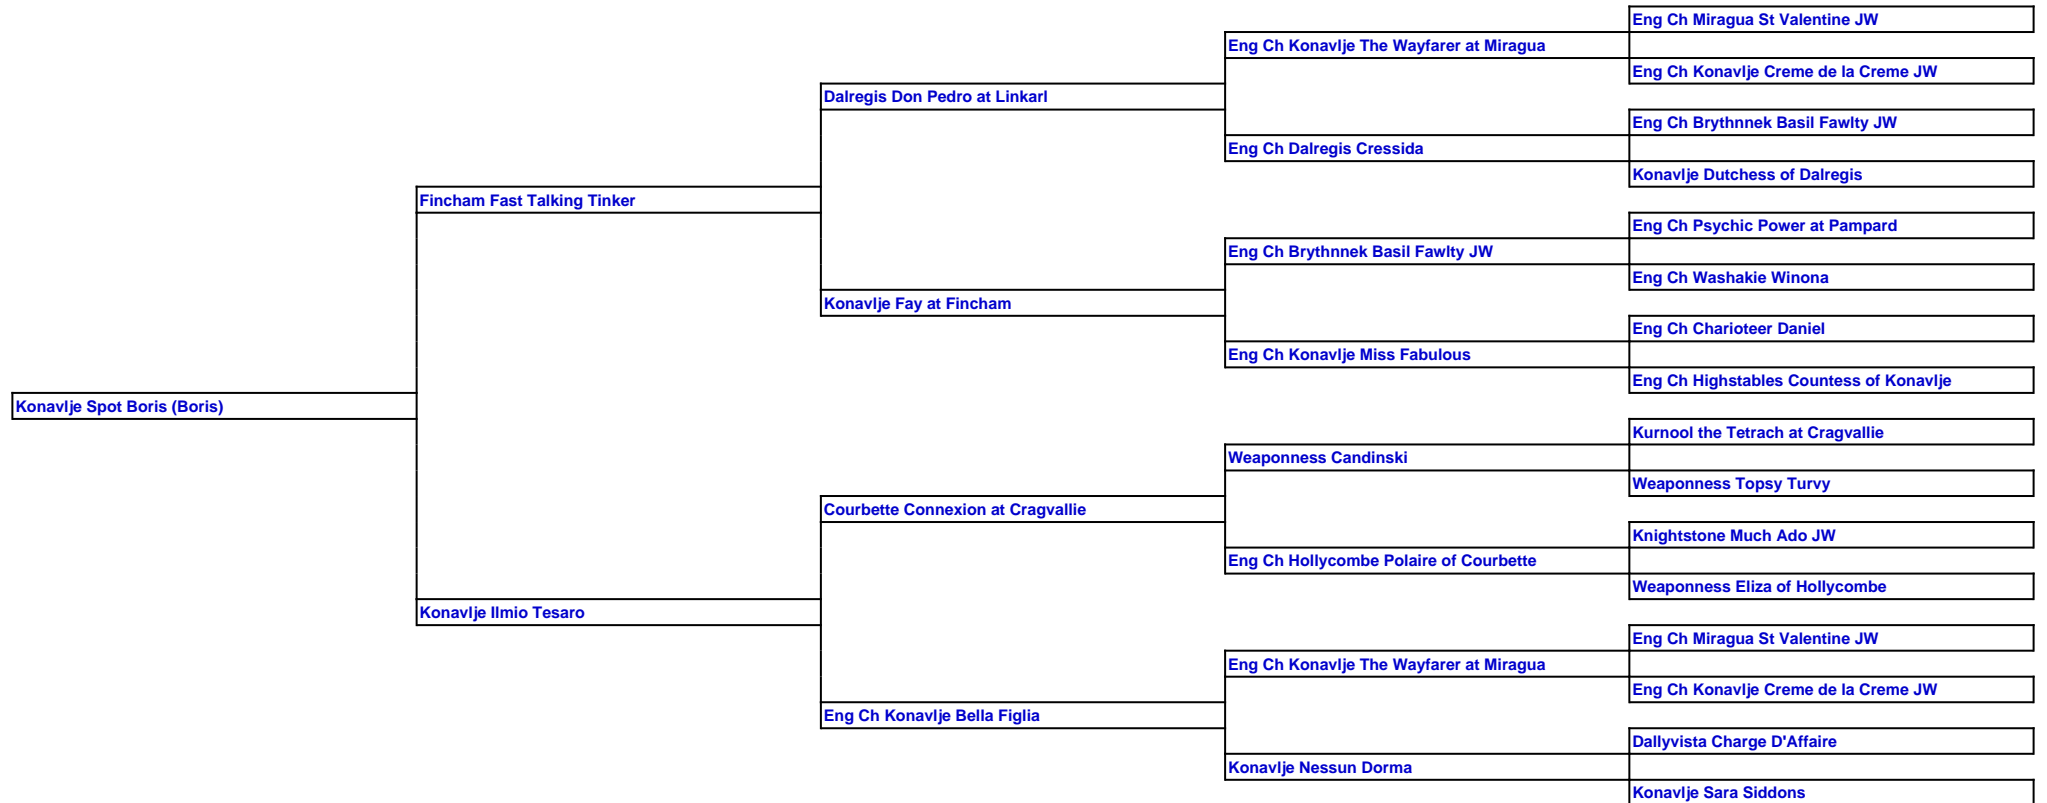 Eng Ch Miragua St Valentine JW
Eng Ch Konavlje The Wayfarer at Miragua
Eng Ch Konavlje Creme de la Creme JW
Dalregis Don Pedro at Linkarl
Eng Ch Brythnnek Basil Fawlty JW
Eng Ch Dalregis Cressida
Konavlje Dutchess of Dalregis
Fincham Fast Talking Tinker
Eng Ch Psychic Power at Pampard
Eng Ch Brythnnek Basil Fawlty JW
Eng Ch Washakie Winona
Konavlje Fay at Fincham
Eng Ch Charioteer Daniel
Eng Ch Konavlje Miss Fabulous
Eng Ch Highstables Countess of Konavlje
Konavlje Spot Boris (Boris)
Kurnool the Tetrach at Cragvallie
Weaponness Candinski
Weaponness Topsy Turvy
Courbette Connexion at Cragvallie
Knightstone Much Ado JW
Eng Ch Hollycombe Polaire of Courbette
Weaponness Eliza of Hollycombe
Konavlje Ilmio Tesaro
Eng Ch Miragua St Valentine JW
Eng Ch Konavlje The Wayfarer at Miragua
Eng Ch Konavlje Creme de la Creme JW
Eng Ch Konavlje Bella Figlia
Dallyvista Charge D'Affaire
Konavlje Nessun Dorma
Konavlje Sara Siddons